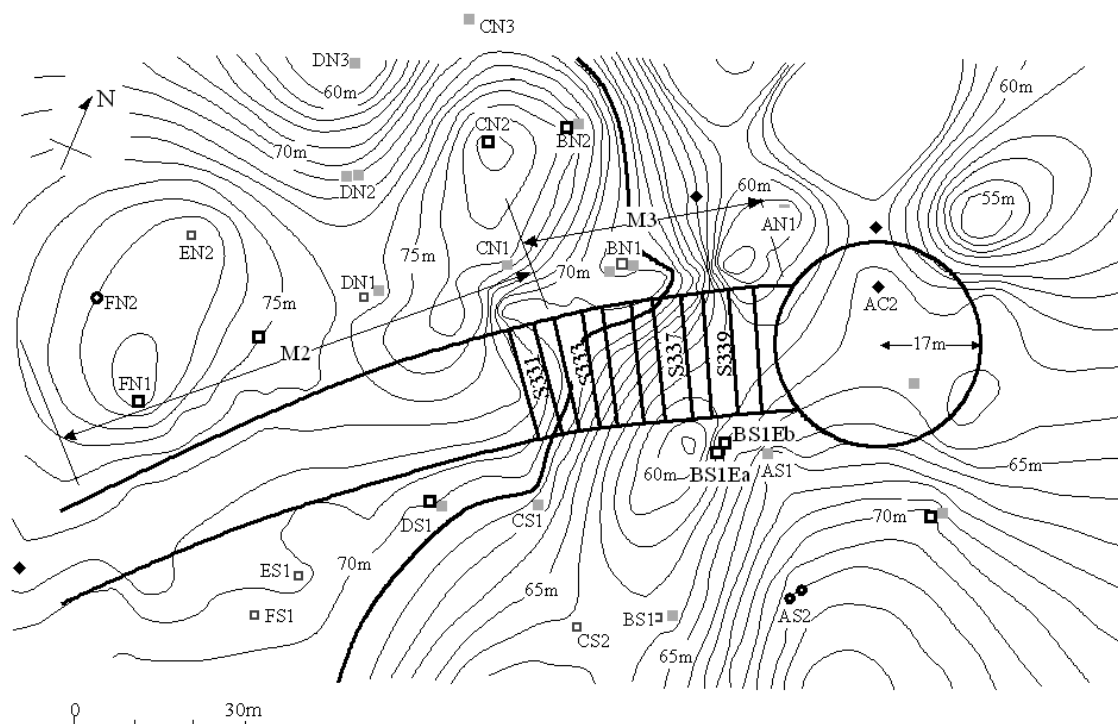 CN3
DN3
60m
60m
N
CN2
BN2
70m
DN2
60m
55m
M3
AN1
EN2
75m
CN1
BN1
70m
DN1
75m
FN2
AC2
M2
17m
S331
S333
S337
S339
FN1
BS1Eb
60m
BS1Ea
AS1
65m
DS1
CS1
70m
70m
ES1
65m
FS1
BS1
AS2
CS2
65m
0
30m